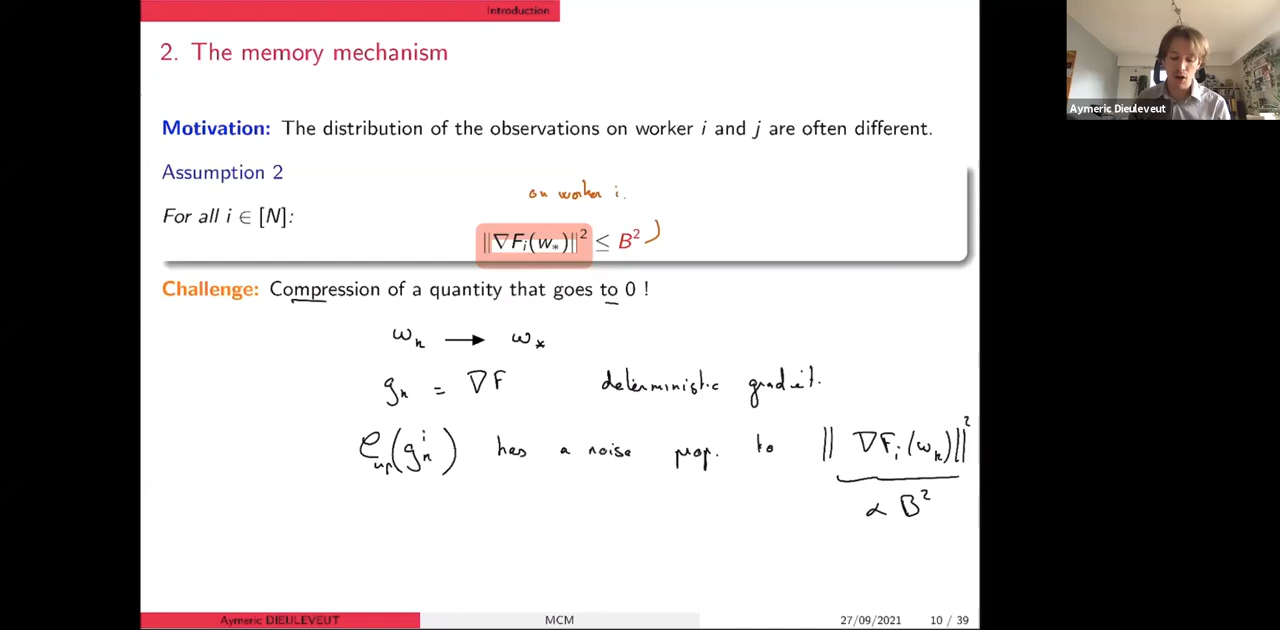 Introduction
2. The memory mechanism
Motivation: The distribution of the observations on worker i and j are often different.
Assumption 2
on worker i.
For all i ∈ [N]:
‖∇F_i(w_*)‖² ≤ B²
Challenge: Compression of a quantity that goes to 0 !
w_k → w_*
g_k = ∇F deterministic gradient.
C_up(g_k^i) has a noise prop. to ‖∇F_i(w_k)‖²
∝ B²
Aymeric DIEULEVEUT MCM 27/09/2021 10 / 39
Aymeric Dieuleveut